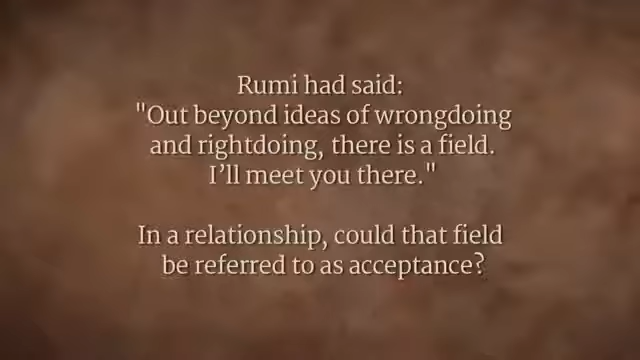 Rumi had said:
"Out beyond ideas of wrongdoing
and rightdoing, there is a field.
I’ll meet you there."
In a relationship, could that field
be referred to as acceptance?